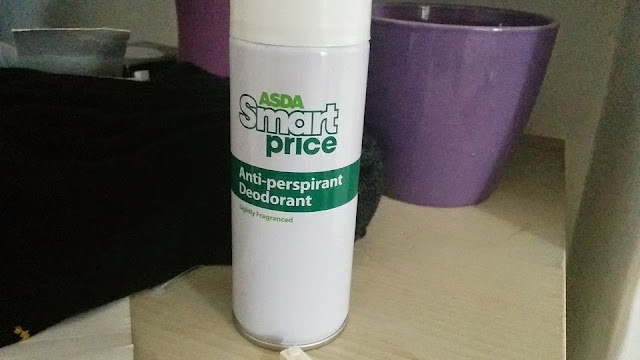 ASDA
Smart
price
Anti-perspirant
Deodorant
Lightly Fragranced